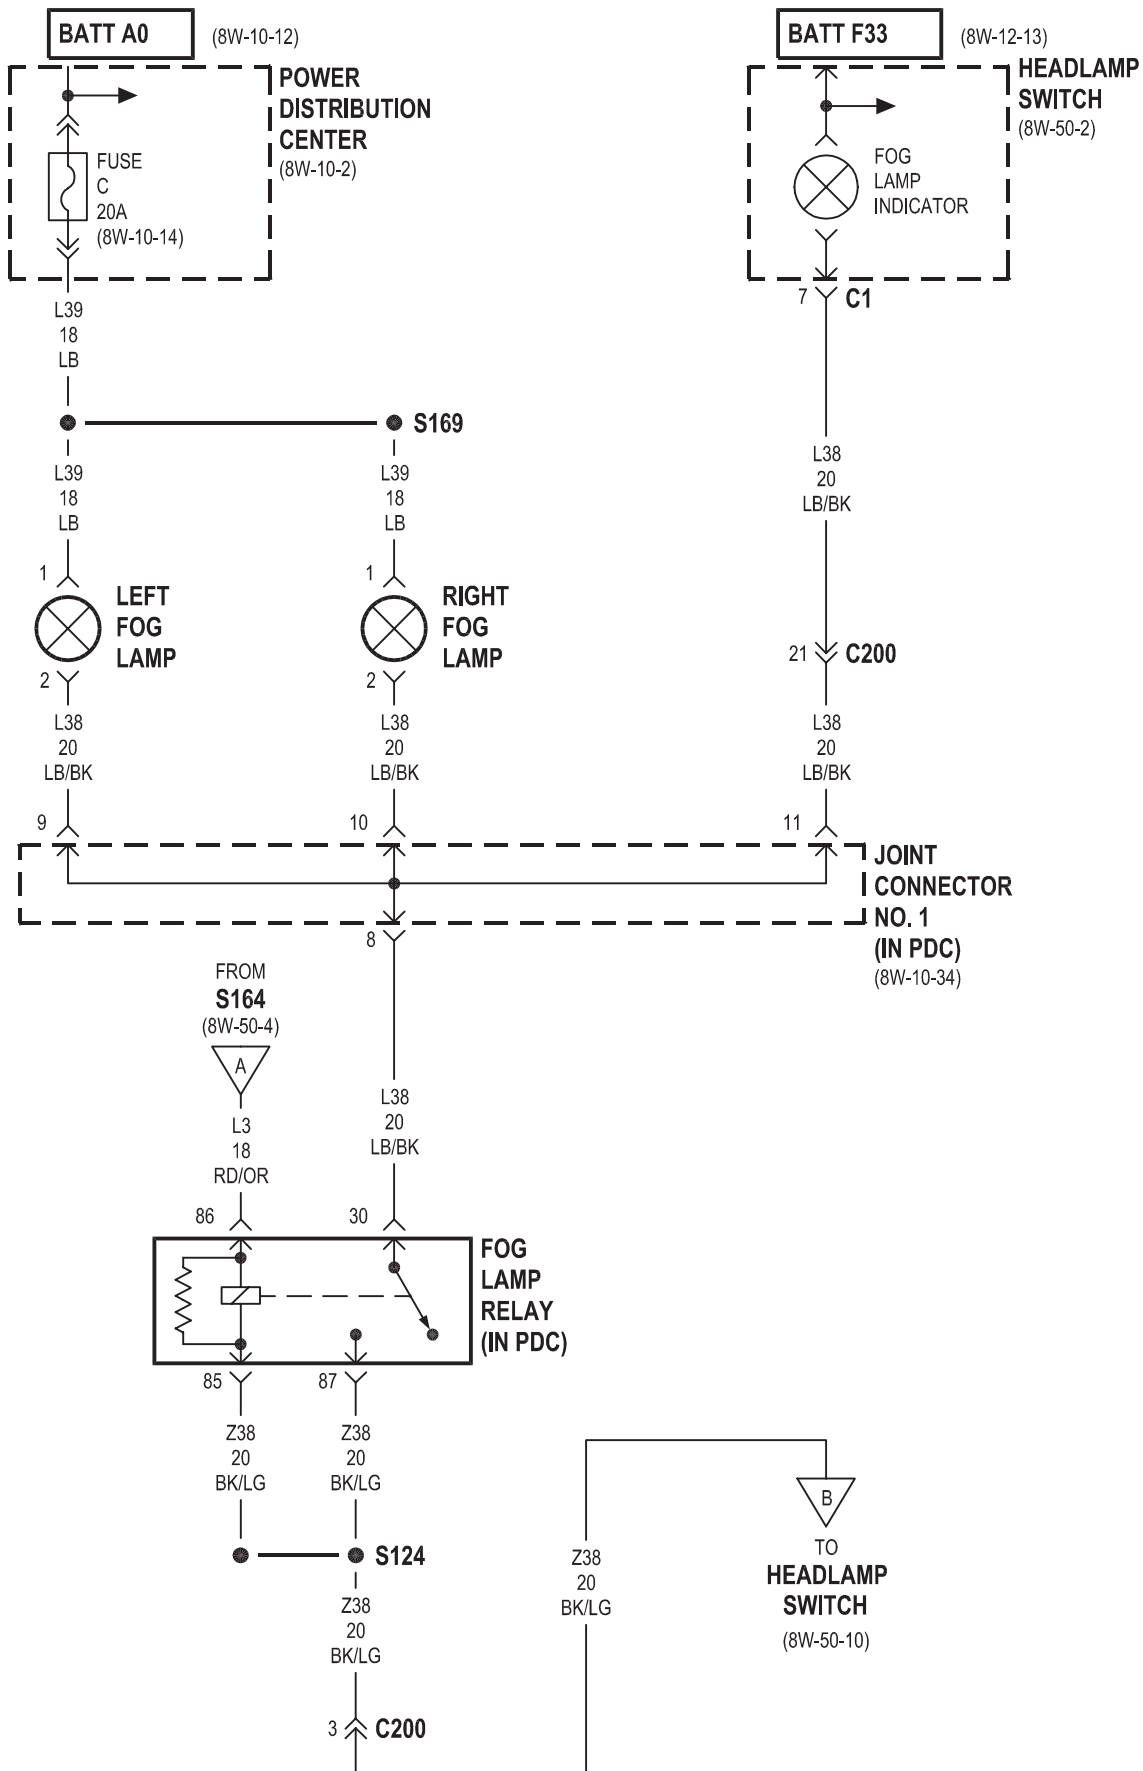 BATT A0
(8W-10-12)
BATT F33
(8W-12-13)
POWER
DISTRIBUTION
CENTER
(8W-10-2)
HEADLAMP
SWITCH
(8W-50-2)
FUSE
C
20A
(8W-10-14)
FOG
LAMP
INDICATOR
7
C1
L39
18
LB
S169
L39
18
LB
L39
18
LB
L38
20
LB/BK
1
LEFT
FOG
LAMP
2
1
RIGHT
FOG
LAMP
2
21
C200
L38
20
LB/BK
L38
20
LB/BK
L38
20
LB/BK
9
10
11
JOINT
CONNECTOR
NO. 1
(IN PDC)
(8W-10-34)
8
FROM
S164
(8W-50-4)
A
L3
18
RD/OR
L38
20
LB/BK
86
30
FOG
LAMP
RELAY
(IN PDC)
85
87
Z38
20
BK/LG
Z38
20
BK/LG
S124
Z38
20
BK/LG
3
C200
Z38
20
BK/LG
B
TO
HEADLAMP
SWITCH
(8W-50-10)